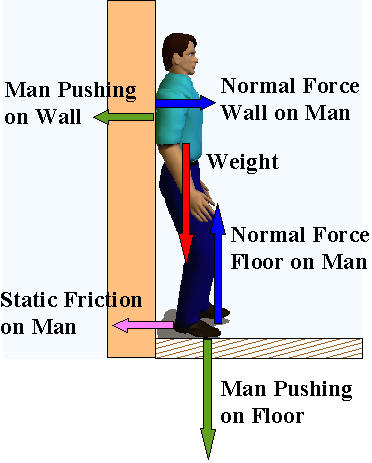 Man Pushing
on Wall
Normal Force
Wall on Man
Weight
Normal Force
Floor on Man
Static Friction
on Man
Man Pushing
on Floor